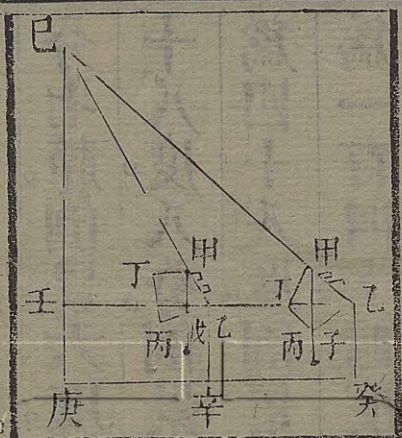 巳
甲
甲
丁
丁
乙
壬
戊
乙
丙
丙
子
庚
辛
癸